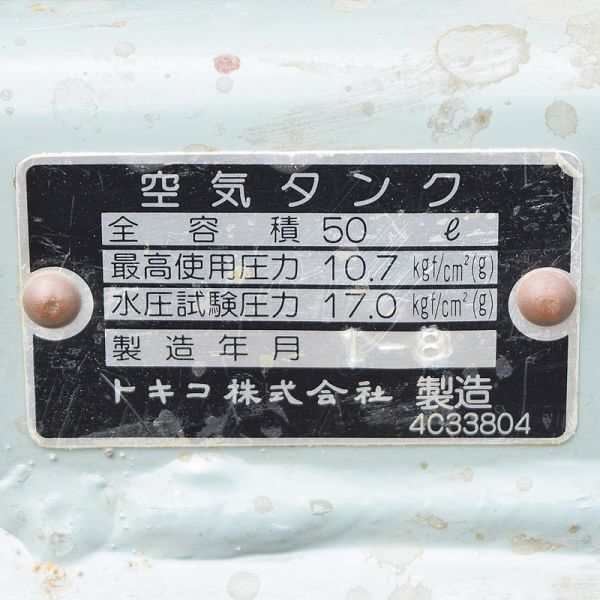 空気タンク
全容積 50 ℓ
最高使用圧力 10.7 kgf/cm²(g)
水圧試験圧力 17.0 kgf/cm²(g)
製造年月 1-8
トキコ株式会社 製造
4033804